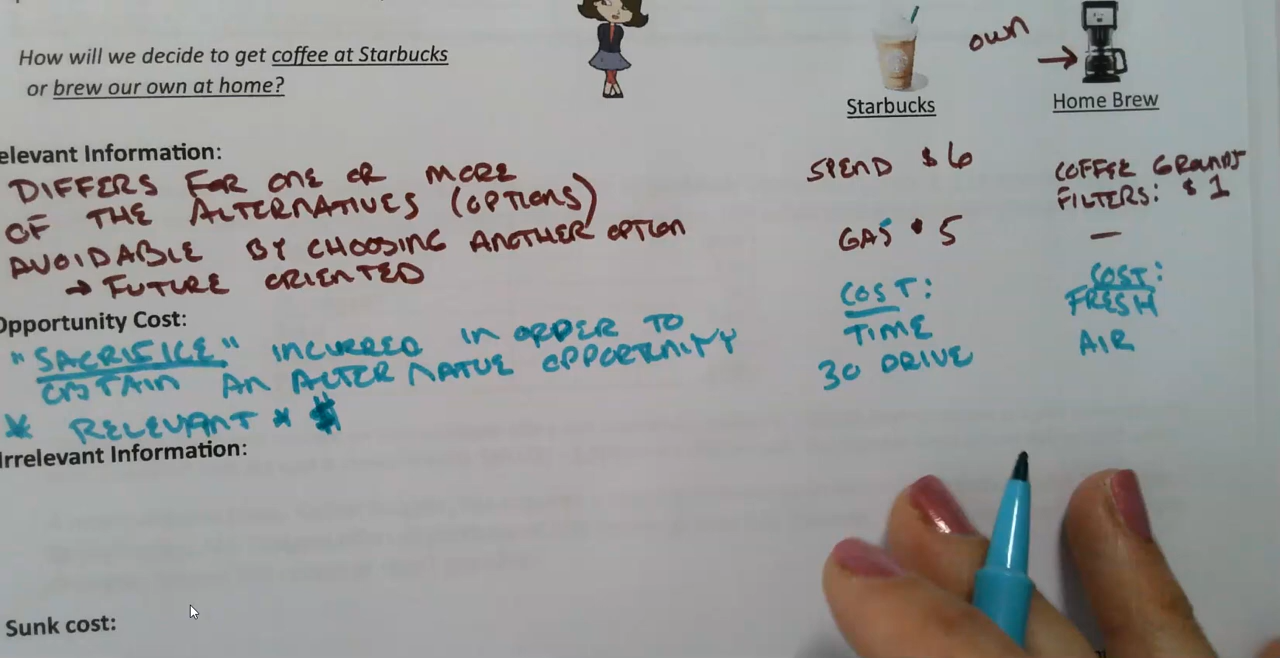 How will we decide to get coffee at Starbucks
or brew our own at home?
own
Starbucks
Home Brew
elevant Information:
DIFFERS FOR ONE OR MORE
OF THE ALTERNATIVES (OPTIONS)
AVOIDABLE BY CHOOSING ANOTHER OPTION
→ FUTURE ORIENTED
SPEND $6
COFFEE GROUNDS
FILTERS: $1
GAS $5
—
Opportunity Cost:
"SACRIFICE" INCURRED IN ORDER TO
OBTAIN AN ALTERNATIVE OPPORTUNITY
* RELEVANT * $
COST:
TIME
30 DRIVE
COST:
FRESH
AIR
Irrelevant Information:
Sunk cost: